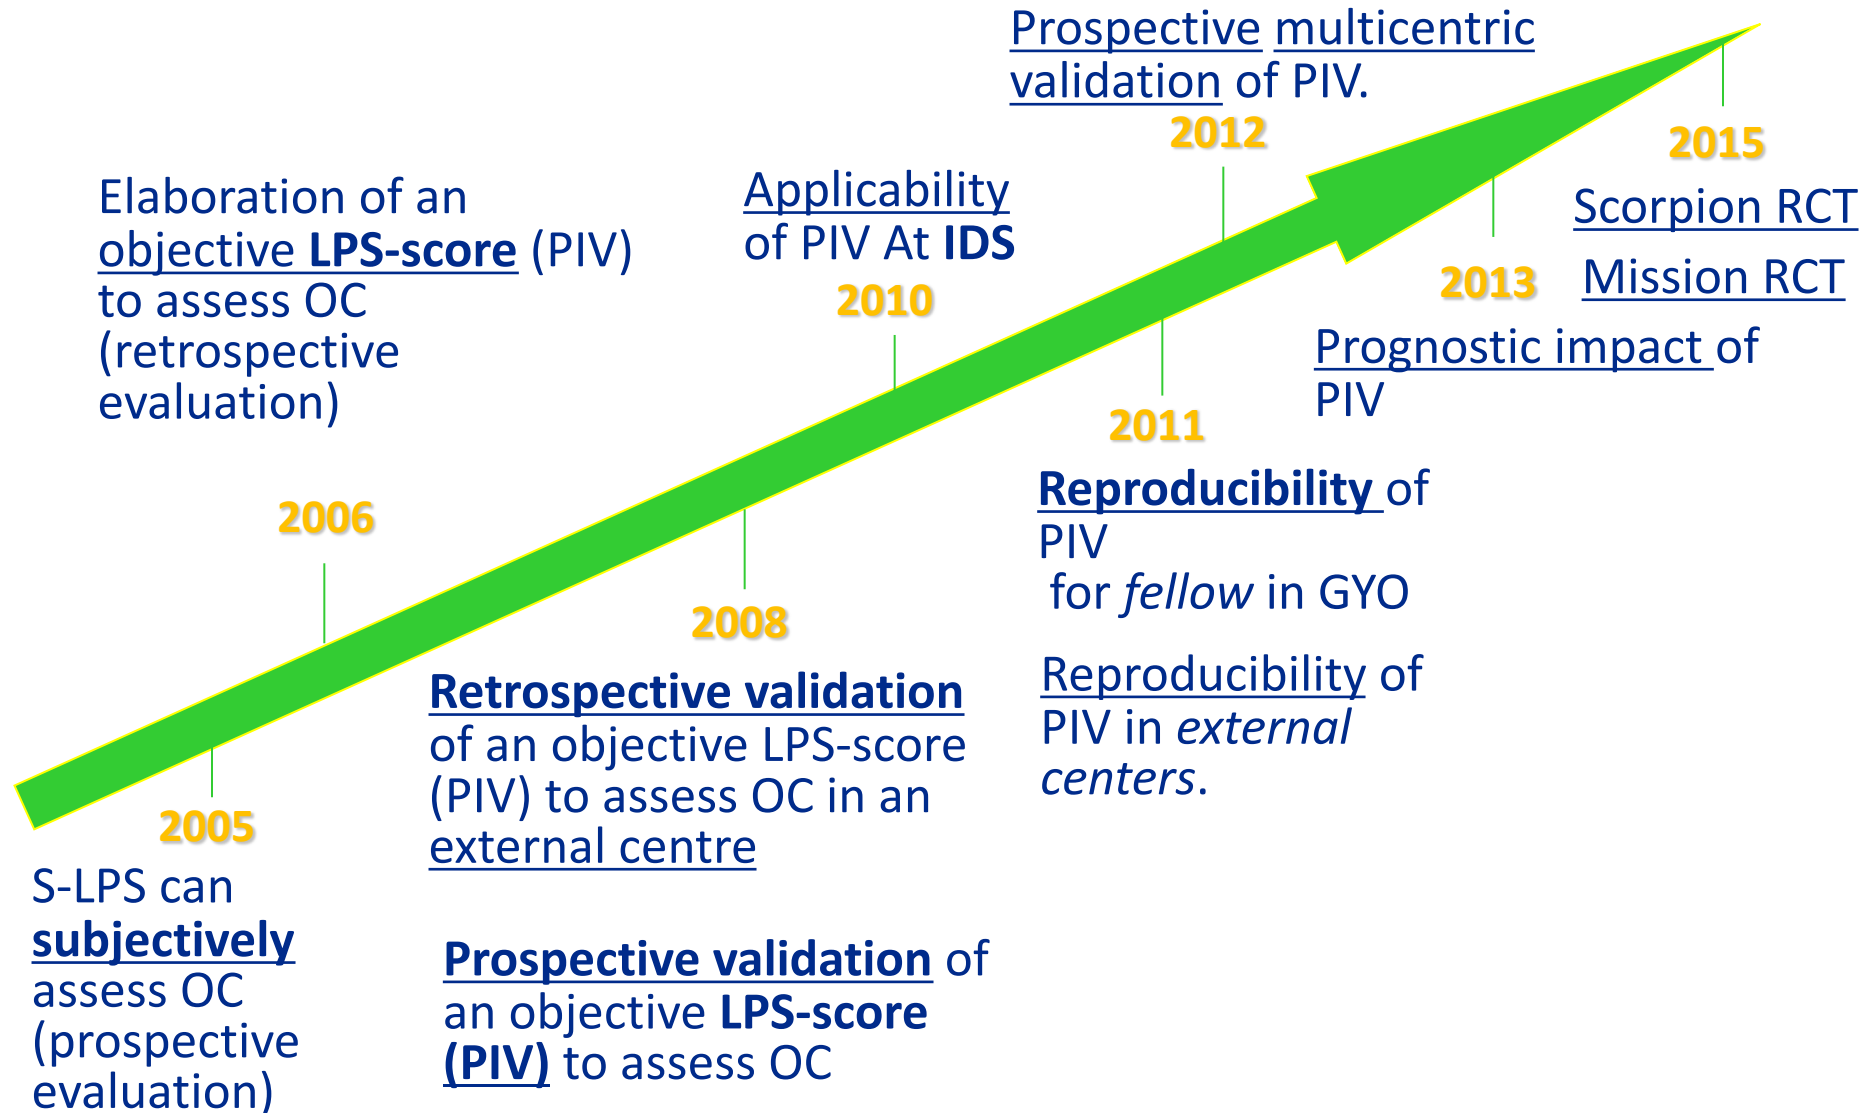 Prospective multicentric
validation of PIV.
2012
2015
Scorpion RCT
Mission RCT
Elaboration of an
objective LPS-score (PIV)
to assess OC
(retrospective
evaluation)
2006
Applicability
of PIV At IDS
2010
2013
Prognostic impact of
PIV
2011
Reproducibility of
PIV
for fellow in GYO
Reproducibility of
PIV in external
centers.
2008
Retrospective validation
of an objective LPS-score
(PIV) to assess OC in an
external centre
Prospective validation of
an objective LPS-score
(PIV) to assess OC
2005
S-LPS can
subjectively
assess OC
(prospective
evaluation)